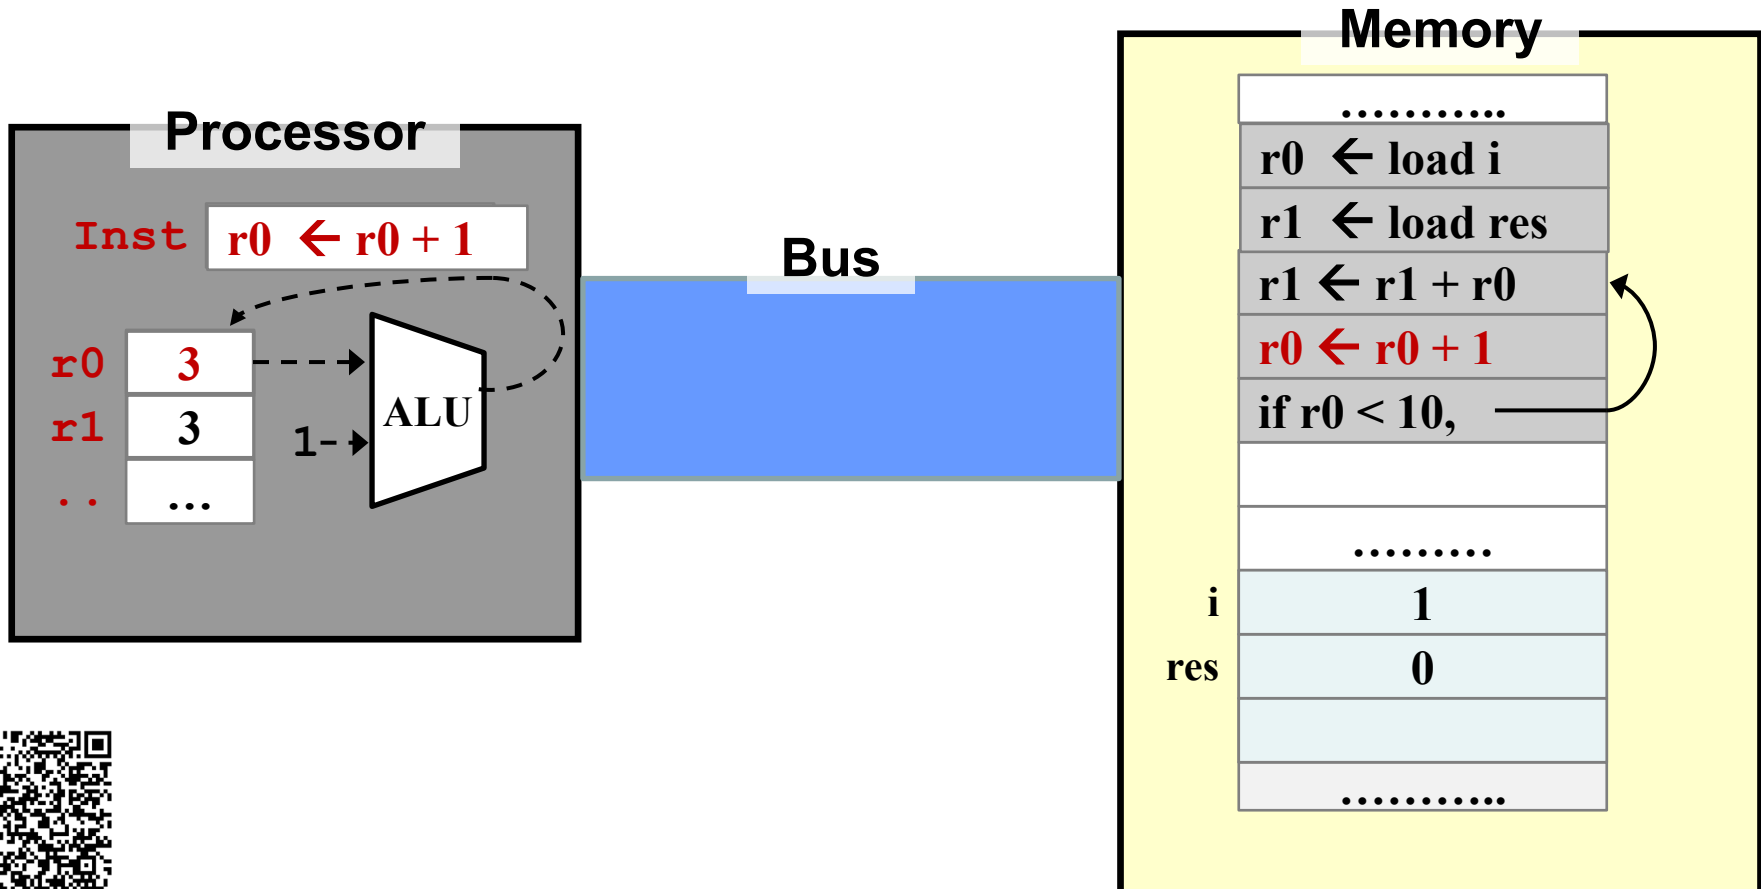 Processor
Inst r0 ← r0 + 1
r0 3
r1 3
.. ...
1
ALU
Bus
Memory
………...
r0 ← load i
r1 ← load res
r1 ← r1 + r0
r0 ← r0 + 1
if r0 < 10,
………
i 1
res 0
………...